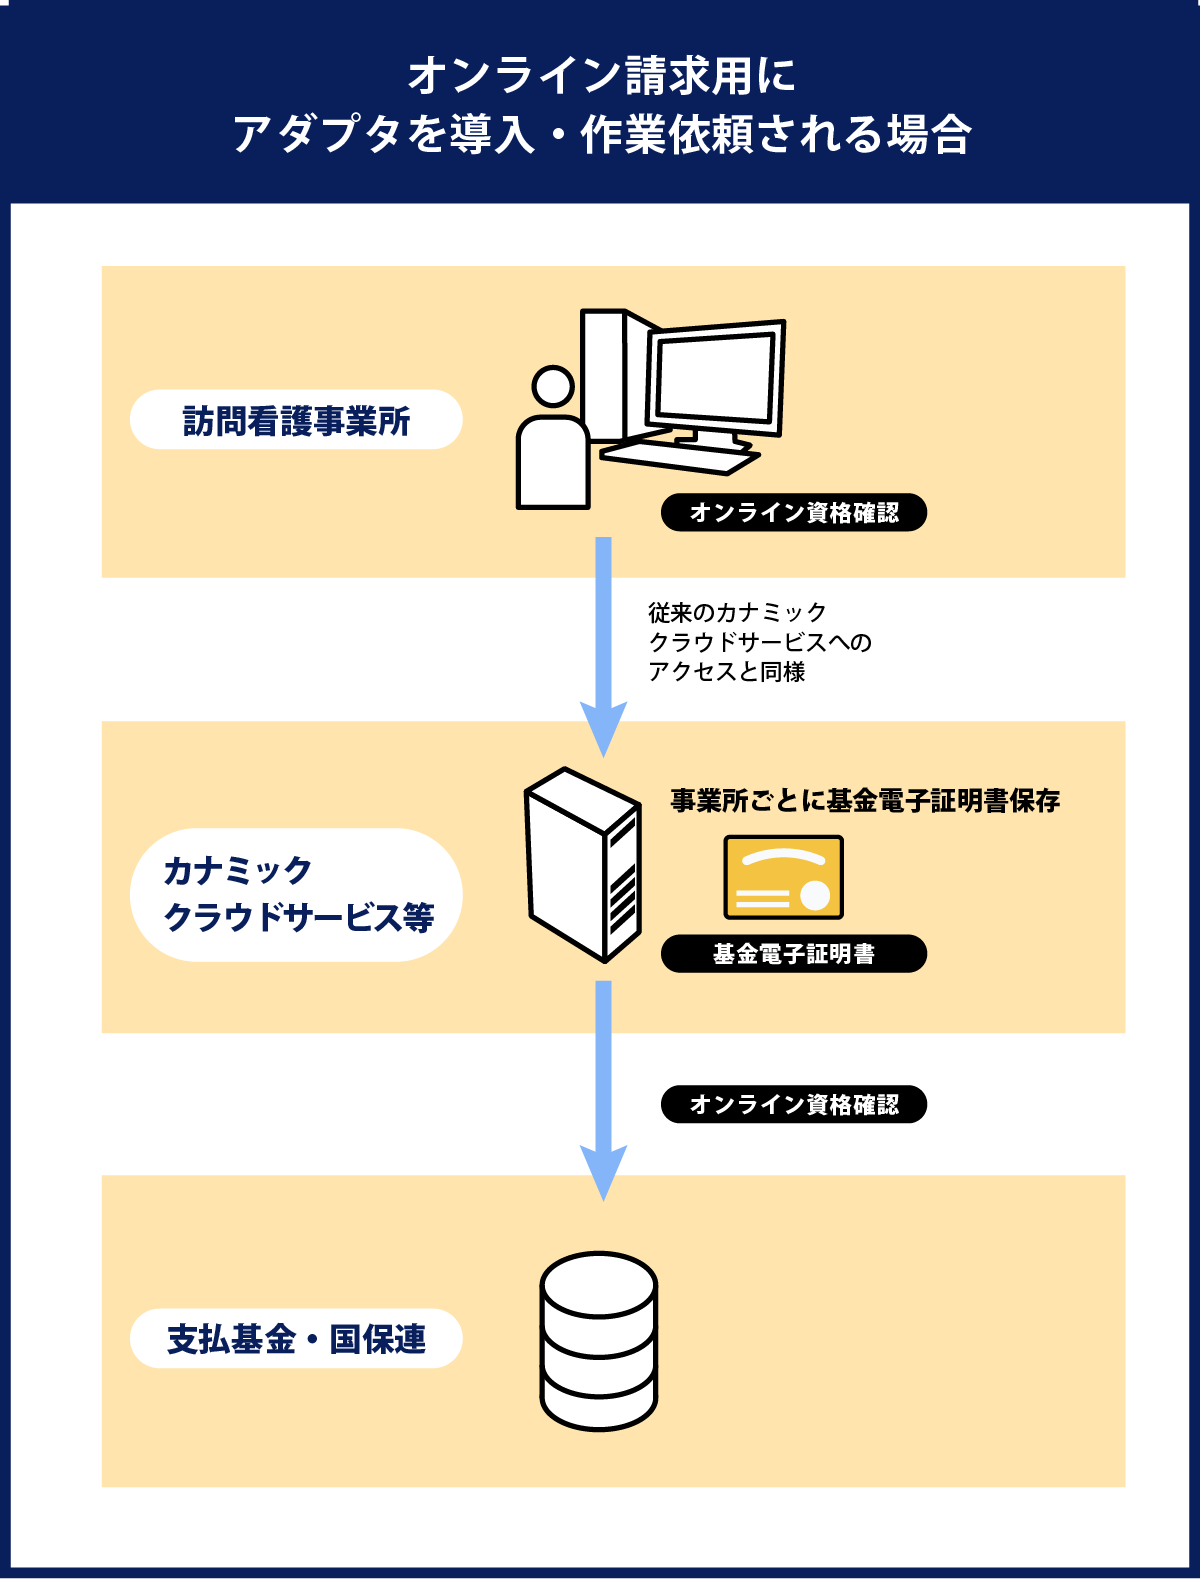 オンライン請求用に
アダプタを導入・作業依頼される場合
訪問看護事業所
オンライン資格確認
従来のカナミック
クラウドサービスへの
アクセスと同様
事業所ごとに基金電子証明書保存
カナミック
クラウドサービス等
基金電子証明書
オンライン資格確認
支払基金・国保連